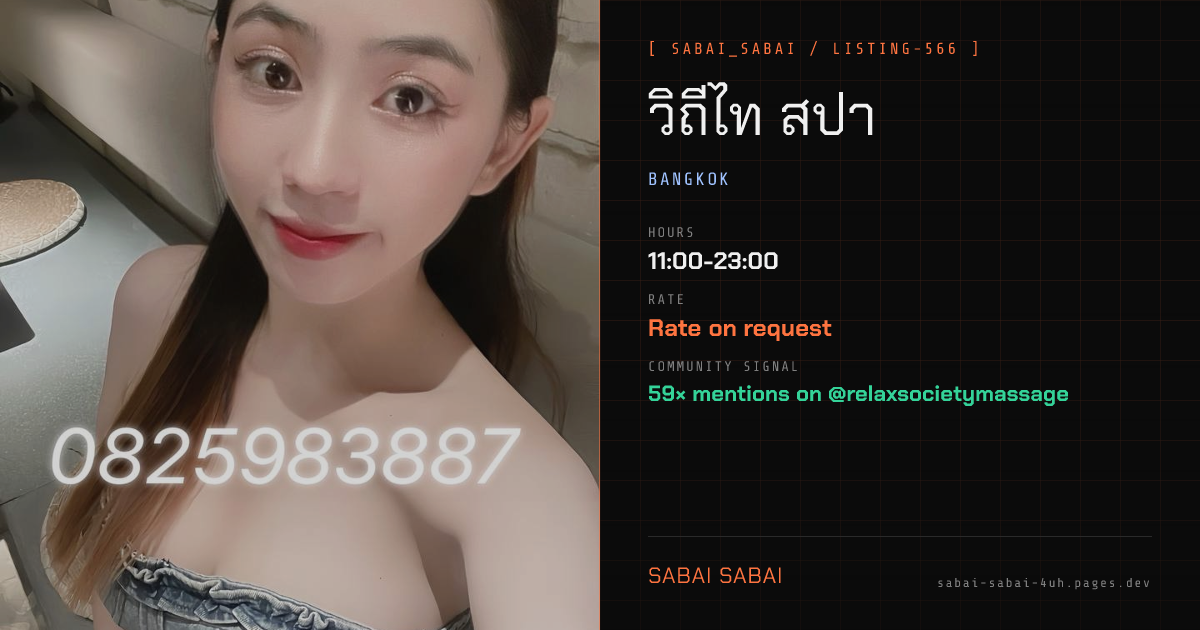 0825983887
[ SABAI_SABAI / LISTING-566 ]
วิถีไท สปา
BANGKOK
HOURS
11:00-23:00
RATE
Rate on request
COMMUNITY SIGNAL
59× mentions on @relaxsocietymassage
SABAI SABAI
sabai-sabai-4uh.pages.dev